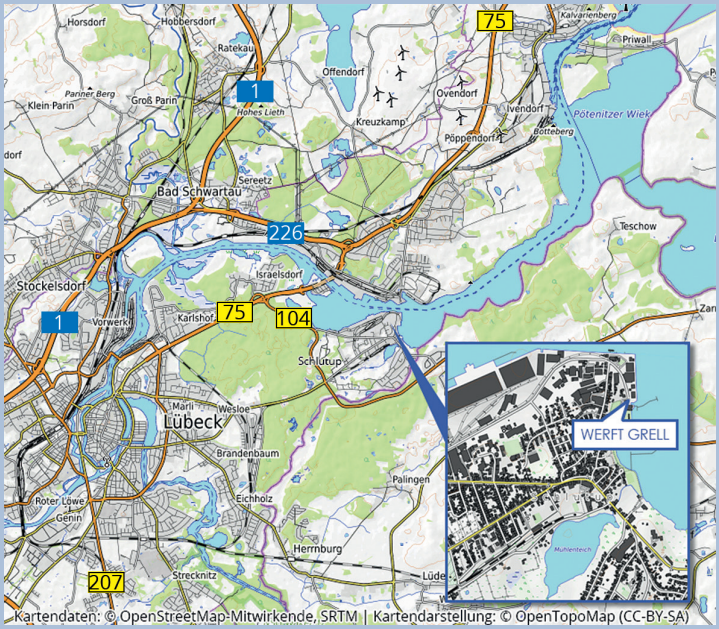 Horsdorf
Hobbersdorf
75
Kalvarienberg
Priwall
Ratekau
Offendorf
Pariner Berg
Klein Parin
Groß Parin
1
Hohes Lieth
Ovendorf
Ivendorf
Pötenitzer Wiek
Kreuzkamp
Pöppendorf
Botteberg
dorf
Sereetz
Bad Schwartau
226
Teschow
Stockelsdorf
Israelsdorf
75
104
Karlshof
1
Vorwerk
Zar
Schlutup
Marli
Wesloe
Lübeck
WERFT GRELL
Brandenbaum
Palingen
Eichholz
Roter Löwe
Genin
Herrnburg
Mühlenteich
Strecknitz
Lüde
207
Kartendaten: © OpenStreetMap-Mitwirkende, SRTM | Kartendarstellung: © OpenTopoMap (CC-BY-SA)